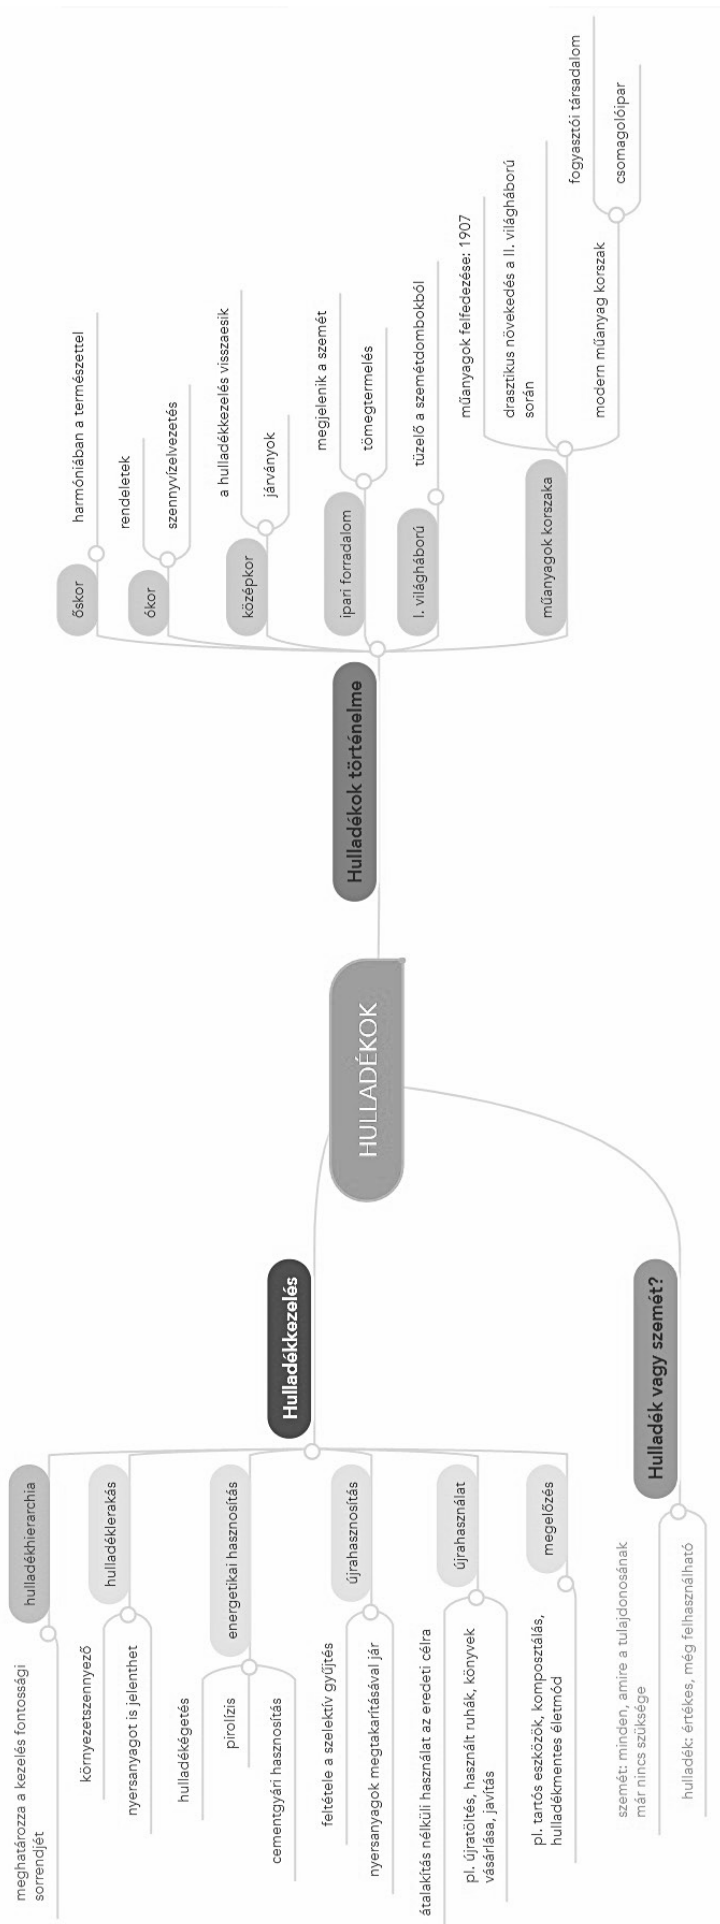 HULLADÉKOK
Hulladékkezelés
hulladékhierarchia
meghatározza a kezelés fontossági
sorrendjét
hulladéklerakás
környezetszennyező
nyersanyagot is jelenthet
energetikai hasznosítás
hulladékégetés
pirolízis
cementgyári hasznosítás
újrahasznosítás
feltétele a szelektív gyűjtés
nyersanyagok megtakarításával jár
újrahasználat
átalakítás nélküli használat az eredeti célra
pl. újratöltés, használt ruhák, könyvek
vásárlása, javítás
megelőzés
pl. tartós eszközök, komposztálás,
hulladékmentes életmód
Hulladék vagy szemét?
szemét: minden, amire a tulajdonosának
már nincs szüksége
hulladék: értékes, még felhasználható
Hulladékok történelme
őskor
harmóniában a természettel
ókor
rendeletek
szennyvízelvezetés
középkor
a hulladékkezelés visszaesik
járványok
ipari forradalom
megjelenik a szemét
tömegtermelés
I. világháború
tüzelő a szemétdombokból
műanyagok korszaka
műanyagok felfedezése: 1907
drasztikus növekedés a II. világháború
során
modern műanyag korszak
fogyasztói társadalom
csomagolóipar